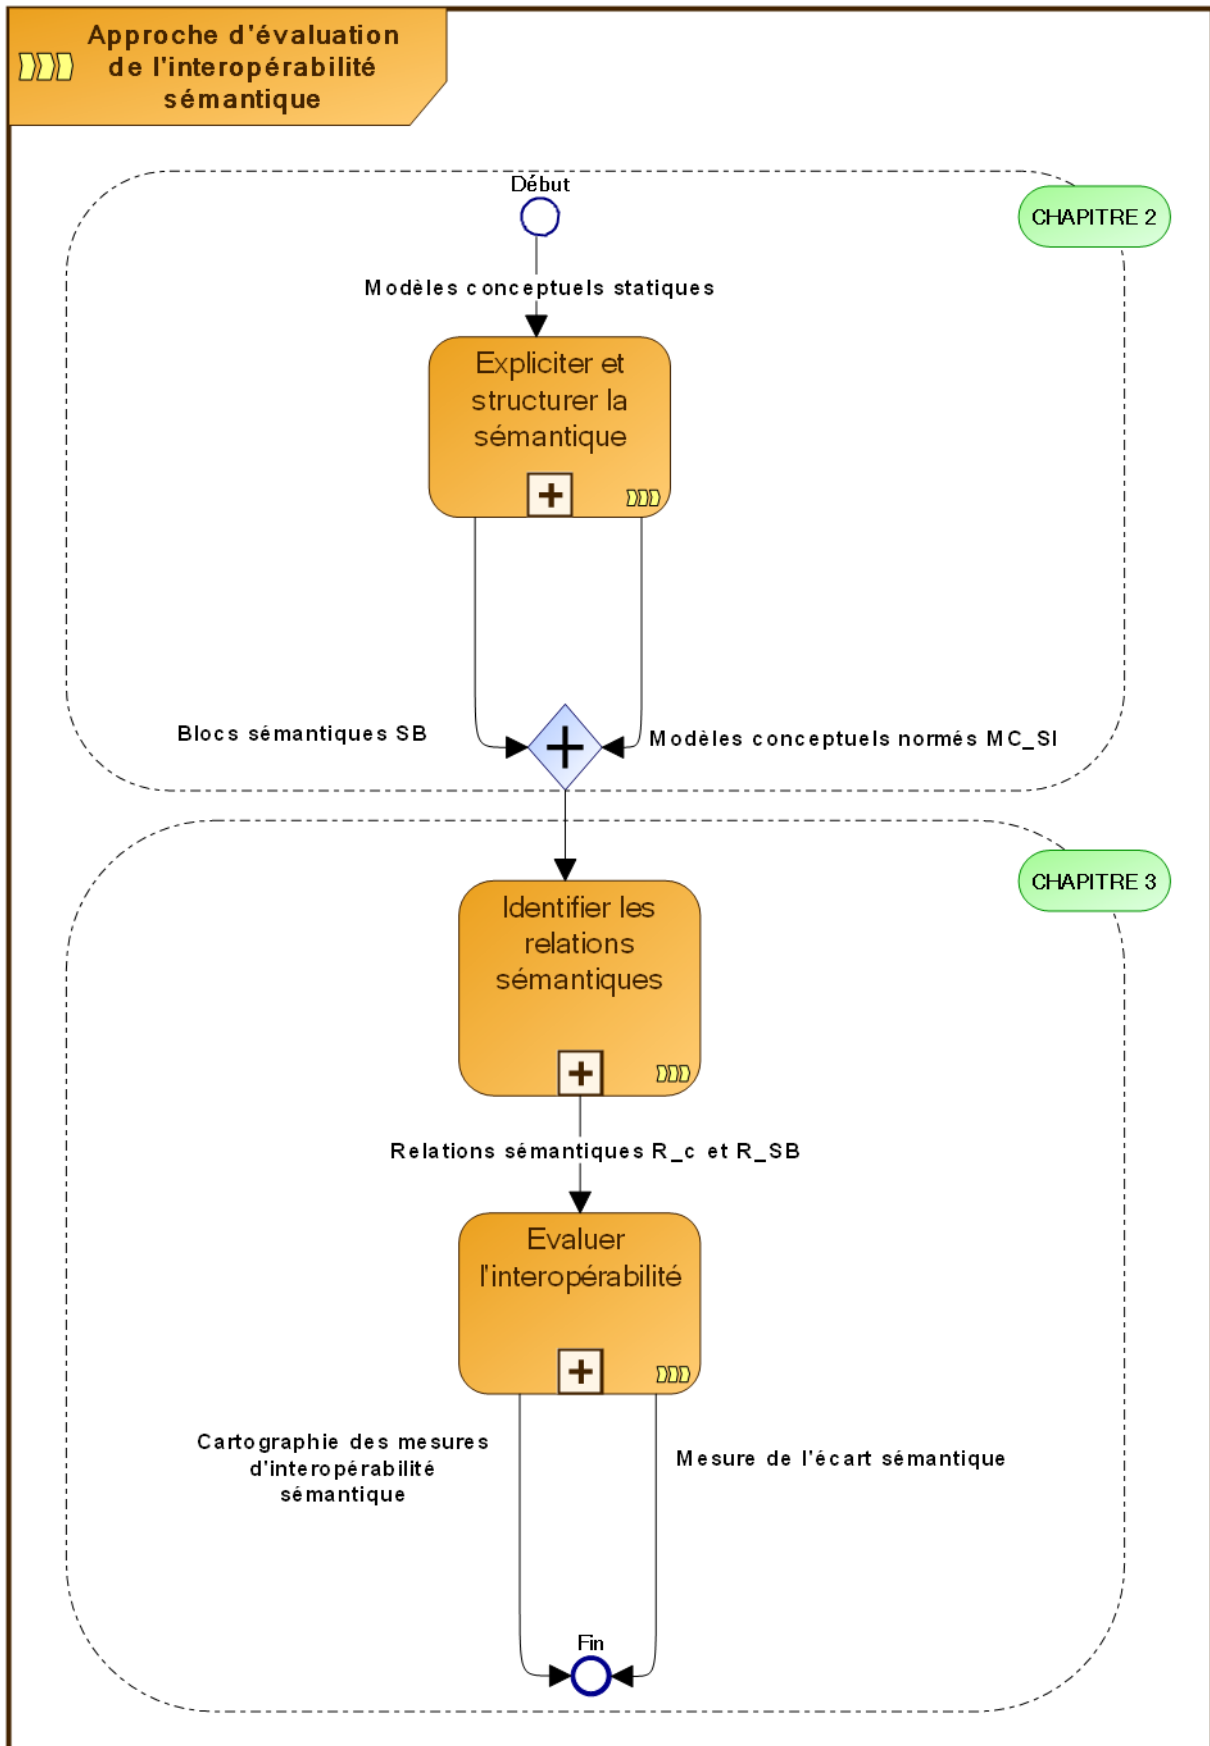 Approche d'évaluation
de l'interopérabilité
sémantique
Début
CHAPITRE 2
Modèles conceptuels statiques
Expliciter et
structurer la
sémantique
Blocs sémantiques SB
Modèles conceptuels normés MC_SI
CHAPITRE 3
Identifier les
relations
sémantiques
Relations sémantiques R_c et R_SB
Evaluer
l'interopérabilité
Cartographie des mesures
d'interopérabilité
sémantique
Mesure de l'écart sémantique
Fin